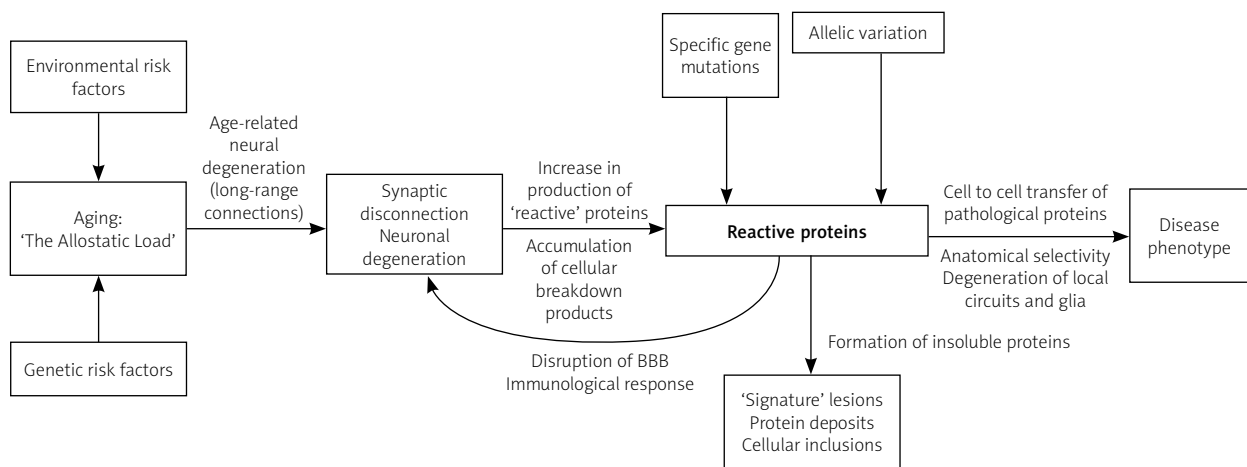 Environmental risk
factors
Aging:
'The Allostatic Load'
Genetic risk factors
Age-related
neural
degeneration
(long-range
connections)
Synaptic
disconnection
Neuronal
degeneration
Increase in
production of
'reactive' proteins
Accumulation
of cellular
breakdown
products
Disruption of BBB
Immunological response
Specific gene
mutations
Allelic variation
Reactive proteins
Cell to cell transfer of
pathological proteins
Anatomical selectivity
Degeneration of local
circuits and glia
Disease
phenotype
Formation of insoluble proteins
'Signature' lesions
Protein deposits
Cellular inclusions